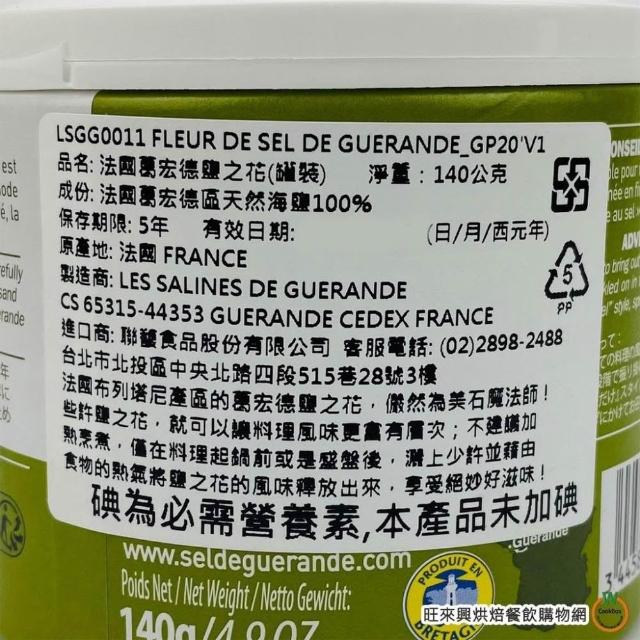 LSGG0011 FLEUR DE SEL DE GUERANDE_GP20'V1
品名: 法國葛宏德鹽之花(罐裝) 淨重：140公克
成份: 法國葛宏德區天然海鹽100%
保存期限: 5年 有效日期: (日/月/西元年)
原產地: 法國 FRANCE
製造商: LES SALINES DE GUERANDE
CS 65315-44353 GUERANDE CEDEX FRANCE
進口商: 聯馥食品股份有限公司 客服電話: (02)2898-2488
台北市北投區中央北路四段515巷28號3樓
法國布列塔尼產區的葛宏德鹽之花，儼然為美石魔法師！
些許鹽之花，就可以讓料理風味更富有層次；不建議加
熱烹煮，僅在料理起鍋前或是盛盤後，灑上少許並藉由
食物的熱氣將鹽之花的風味釋放出來，享受絕妙好滋味！
碘為必需營養素,本產品未加碘
5
PP
www.seldeguerande.com
Poids Net / Net Weight / Netto Gewicht:
140g/4.9 OZ
Guerande
PRODUIT EN
BRETAGNE
旺來興烘焙餐飲購物網
CookBox